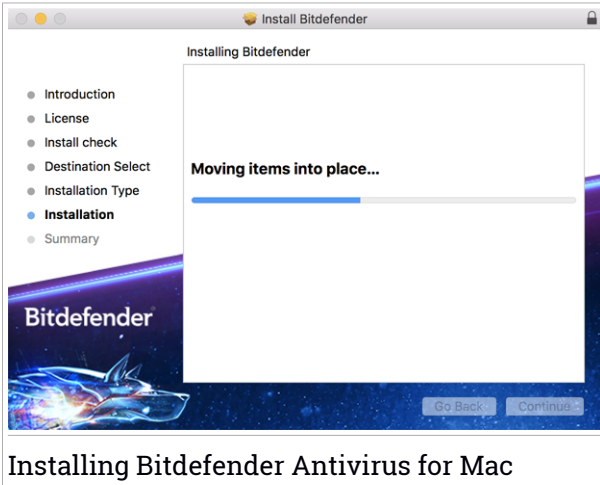 Install Bitdefender
Installing Bitdefender
Introduction
License
Install check
Destination Select
Installation Type
Installation
Summary
Moving items into place...
Bitdefender
Go Back
Continue
Installing Bitdefender Antivirus for Mac